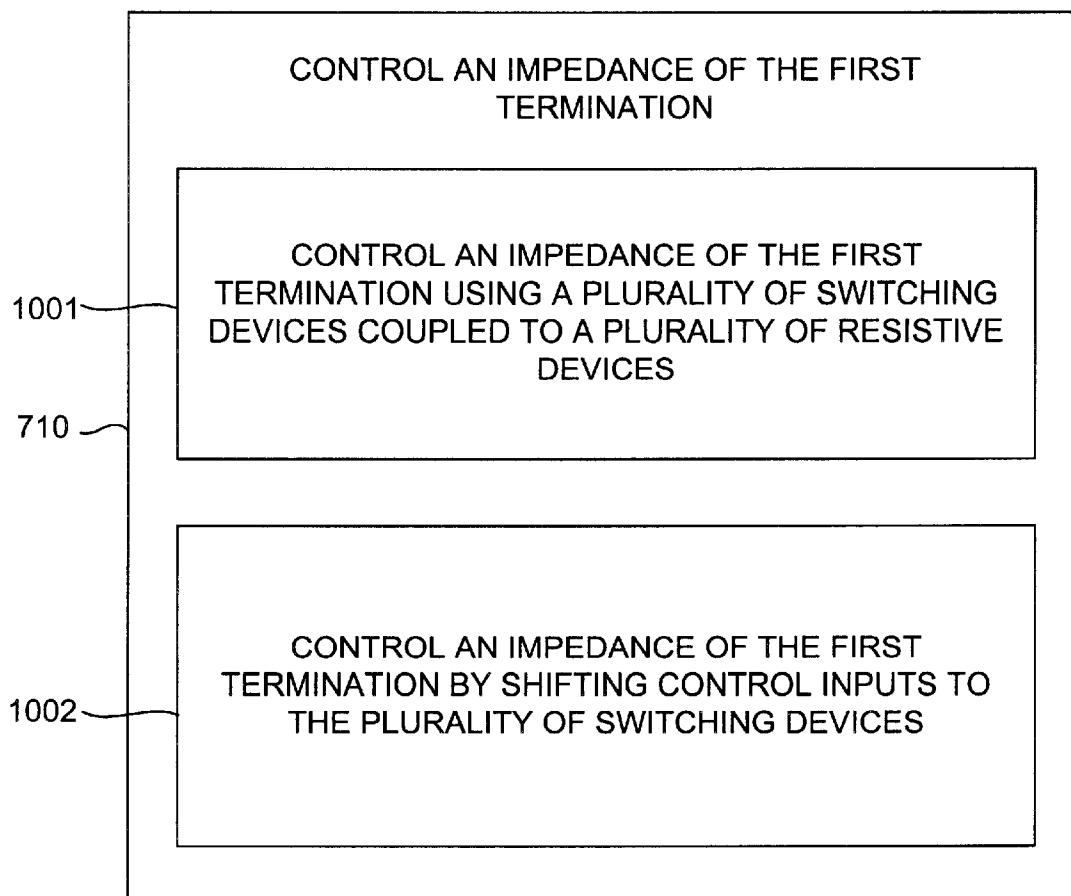 CONTROL AN IMPEDANCE OF THE FIRST
TERMINATION
CONTROL AN IMPEDANCE OF THE FIRST
TERMINATION USING A PLURALITY OF SWITCHING
DEVICES COUPLED TO A PLURALITY OF RESISTIVE
DEVICES
1001
710
CONTROL AN IMPEDANCE OF THE FIRST
TERMINATION BY SHIFTING CONTROL INPUTS TO
THE PLURALITY OF SWITCHING DEVICES
1002